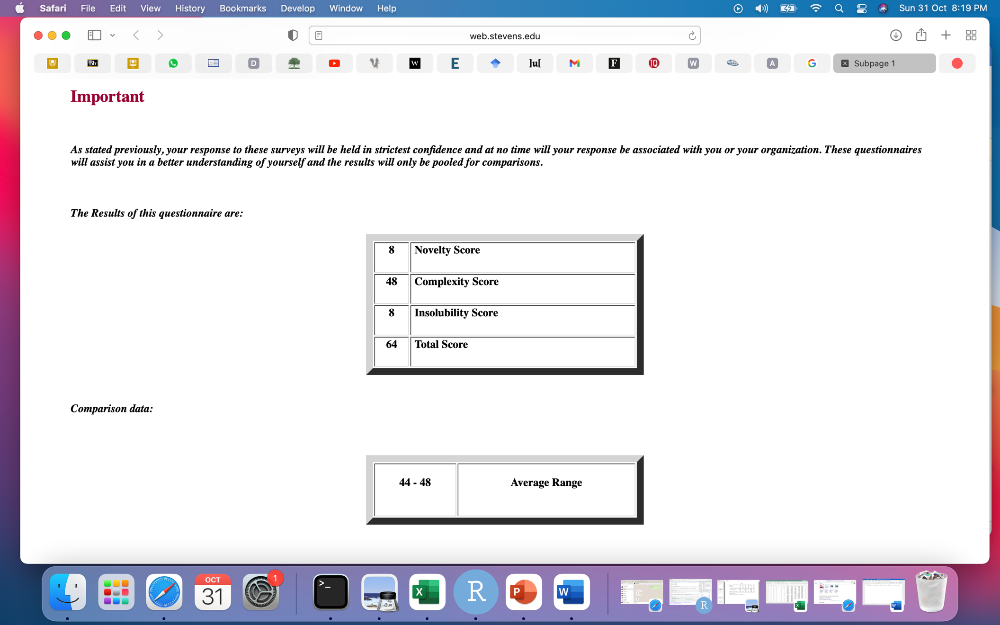 Safari File Edit View History Bookmarks Develop Window Help Sun 31 Oct 8:19 PM
web.stevens.edu
Bb D W E ]u[ F IQ W A G Subpage 1
Important
As stated previously, your response to these surveys will be held in strictest confidence and at no time will your response be associated with you or your organization. These questionnaires
will assist you in a better understanding of yourself and the results will only be pooled for comparisons.
The Results of this questionnaire are:
8 Novelty Score
48 Complexity Score
8 Insolubility Score
64 Total Score
Comparison data:
44 - 48 Average Range
OCT
31
1
>_
X
R
P
W
R
X
W